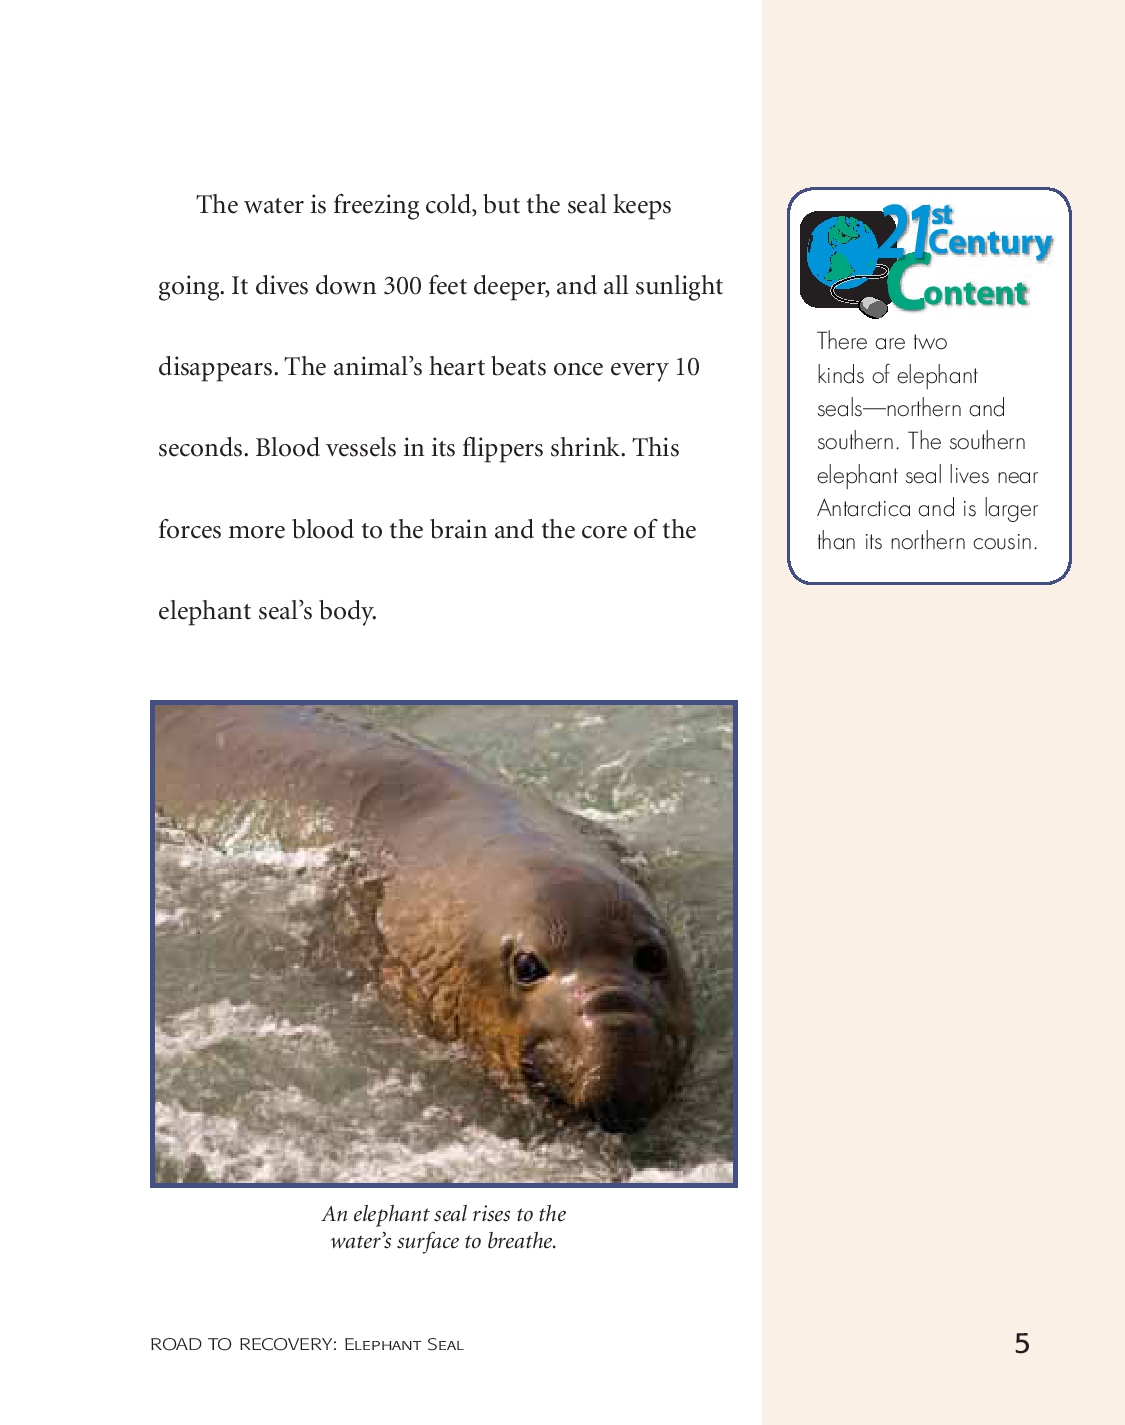 The water is freezing cold, but the seal keeps
going. It dives down 300 feet deeper, and all sunlight
disappears. The animal’s heart beats once every 10
seconds. Blood vessels in its flippers shrink. This
forces more blood to the brain and the core of the
elephant seal’s body.
An elephant seal rises to the
water’s surface to breathe.
21st
Century
Content
There are two
kinds of elephant
seals—northern and
southern. The southern
elephant seal lives near
Antarctica and is larger
than its northern cousin.
ROAD TO RECOVERY: ELEPHANT SEAL
5